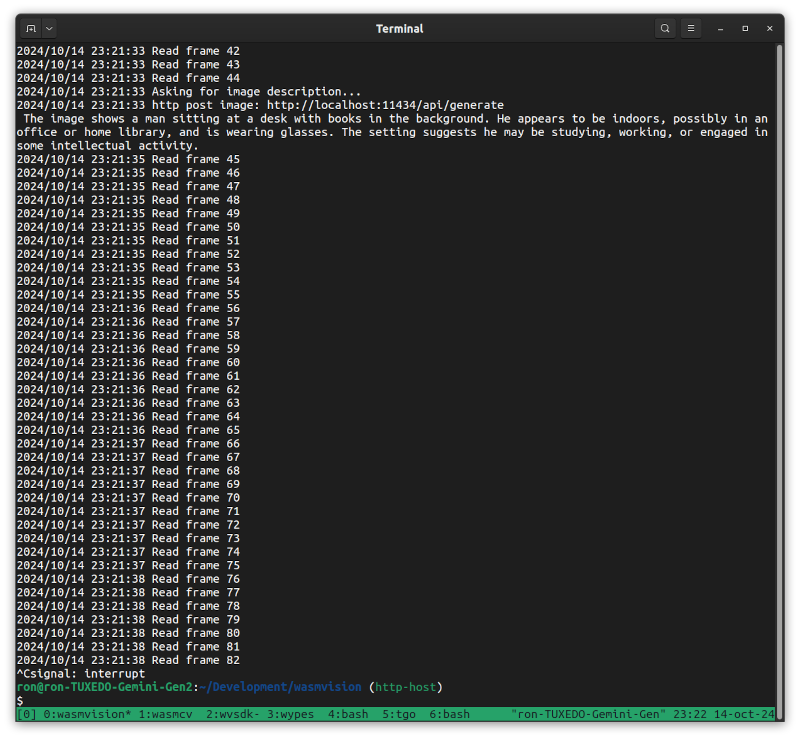 Terminal
2024/10/14 23:21:33 Read frame 42
2024/10/14 23:21:33 Read frame 43
2024/10/14 23:21:33 Read frame 44
2024/10/14 23:21:33 Asking for image description...
2024/10/14 23:21:33 http post image: http://localhost:11434/api/generate
The image shows a man sitting at a desk with books in the background. He appears to be indoors, possibly in an
office or home library, and is wearing glasses. The setting suggests he may be studying, working, or engaged in
some intellectual activity.
2024/10/14 23:21:35 Read frame 45
2024/10/14 23:21:35 Read frame 46
2024/10/14 23:21:35 Read frame 47
2024/10/14 23:21:35 Read frame 48
2024/10/14 23:21:35 Read frame 49
2024/10/14 23:21:35 Read frame 50
2024/10/14 23:21:35 Read frame 51
2024/10/14 23:21:35 Read frame 52
2024/10/14 23:21:35 Read frame 53
2024/10/14 23:21:35 Read frame 54
2024/10/14 23:21:35 Read frame 55
2024/10/14 23:21:36 Read frame 56
2024/10/14 23:21:36 Read frame 57
2024/10/14 23:21:36 Read frame 58
2024/10/14 23:21:36 Read frame 59
2024/10/14 23:21:36 Read frame 60
2024/10/14 23:21:36 Read frame 61
2024/10/14 23:21:36 Read frame 62
2024/10/14 23:21:36 Read frame 63
2024/10/14 23:21:36 Read frame 64
2024/10/14 23:21:36 Read frame 65
2024/10/14 23:21:37 Read frame 66
2024/10/14 23:21:37 Read frame 67
2024/10/14 23:21:37 Read frame 68
2024/10/14 23:21:37 Read frame 69
2024/10/14 23:21:37 Read frame 70
2024/10/14 23:21:37 Read frame 71
2024/10/14 23:21:37 Read frame 72
2024/10/14 23:21:37 Read frame 73
2024/10/14 23:21:37 Read frame 74
2024/10/14 23:21:37 Read frame 75
2024/10/14 23:21:38 Read frame 76
2024/10/14 23:21:38 Read frame 77
2024/10/14 23:21:38 Read frame 78
2024/10/14 23:21:38 Read frame 79
2024/10/14 23:21:38 Read frame 80
2024/10/14 23:21:38 Read frame 81
2024/10/14 23:21:38 Read frame 82
^Csignal: interrupt
ron@ron-TUXEDO-Gemini-Gen2:~/Development/wasmvision (http-host)
$
[0] 0:wasmvision* 1:wasmcv  2:wvsdk- 3:wypes  4:bash  5:tgo  6:bash "ron-TUXEDO-Gemini-Gen" 23:22 14-oct-24